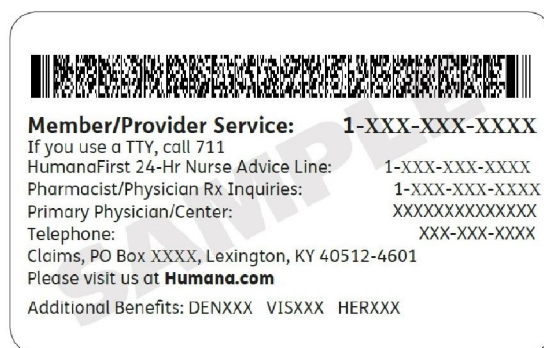 Member/Provider Service: 1-XXX-XXX-XXXX
If you use a TTY, call 711
HumanaFirst 24-Hr Nurse Advice Line: 1-XXX-XXX-XXXX
Pharmacist/Physician Rx Inquiries: 1-XXX-XXX-XXXX
Primary Physician/Center: XXXXXXXXXXXXXX
Telephone: XXX-XXX-XXXX
Claims, PO Box XXXX, Lexington, KY 40512-4601
Please visit us at Humana.com
Additional Benefits: DENXXX VISXXX HERXXX
SAMPLE